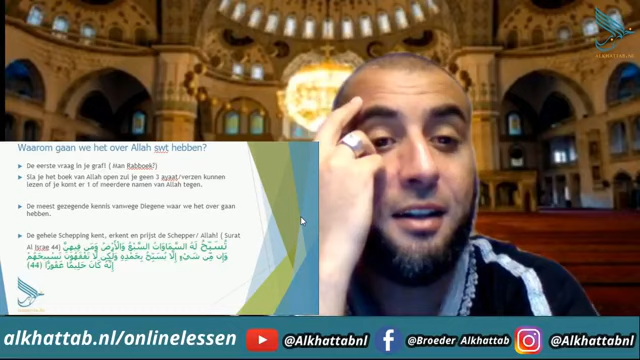 ALKHATTAB.NL
Waarom gaan we het over Allah swt hebben?
De eerste vraag in je graf! ( Man Rabboek?)
Sla je het boek van Allah open zul je geen 3 ayaat/verzen kunnen
lezen of je komt er 1 of meerdere namen van Allah tegen.
De meest gezegende kennis vanwege Diegene waar we het over gaan
hebben.
De gehele Schepping kent, erkent en prijst de Schepper/ Allah! ( Surat
Al Israe 44) تُسَبِّحُ لَهُ السَّمَاوَاتُ السَّبْعُ وَالْأَرْضُ وَمَن فِيهِنَّ
وَإِن مِّن شَيْءٍ إِلَّا يُسَبِّحُ بِحَمْدِهِ وَلَٰكِن لَّا تَفْقَهُونَ تَسْبِيحَهُمْ
إِنَّهُ كَانَ حَلِيمًا غَفُورًا (44)
alkhattab.nl/onlinelessen @Alkhattabnl @Broeder_Alkhattab @Alkhattabnl